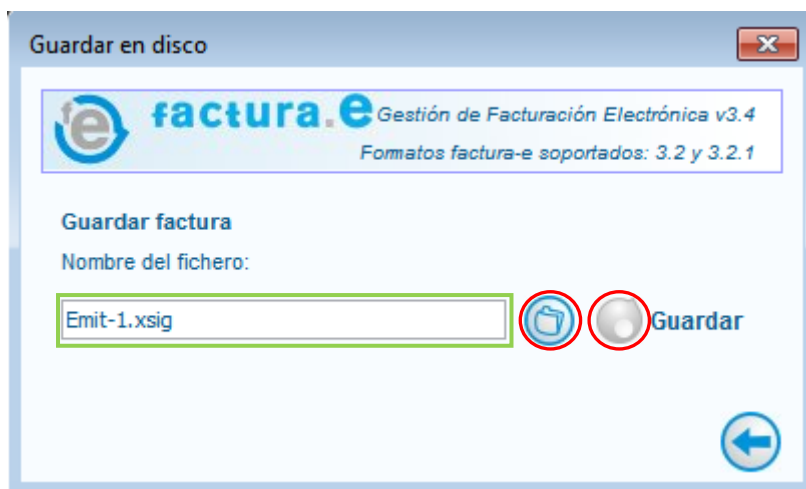 Guardar en disco
factura.e Gestión de Facturación Electrónica v3.4
Formatos factura-e soportados: 3.2 y 3.2.1
Guardar factura
Nombre del fichero:
Emit-1.xsig
Guardar